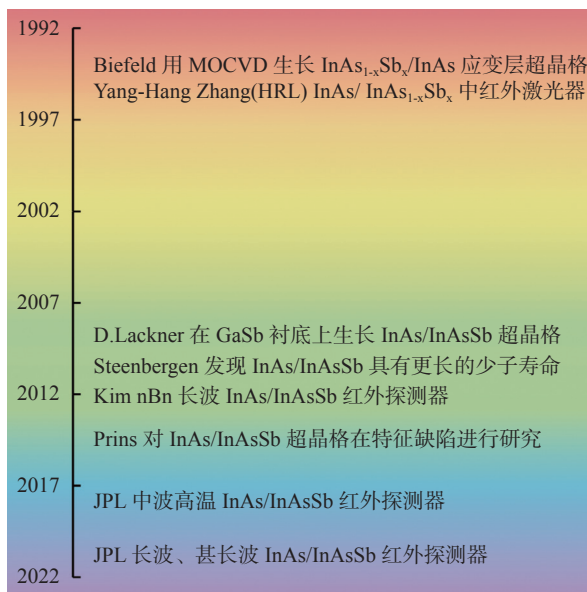 1992
Biefeld 用 MOCVD 生长 InAs₁₋ₓSbₓ/InAs 应变层超晶格
Yang-Hang Zhang(HRL) InAs/ InAs₁₋ₓSbₓ 中红外激光器
1997
2002
2007
D.Lackner 在 GaSb 衬底上生长 InAs/InAsSb 超晶格
Steenbergen 发现 InAs/InAsSb 具有更长的少子寿命
2012
Kim nBn 长波 InAs/InAsSb 红外探测器
Prins 对 InAs/InAsSb 超晶格在特征缺陷进行研究
2017
JPL 中波高温 InAs/InAsSb 红外探测器
JPL 长波、甚长波 InAs/InAsSb 红外探测器
2022